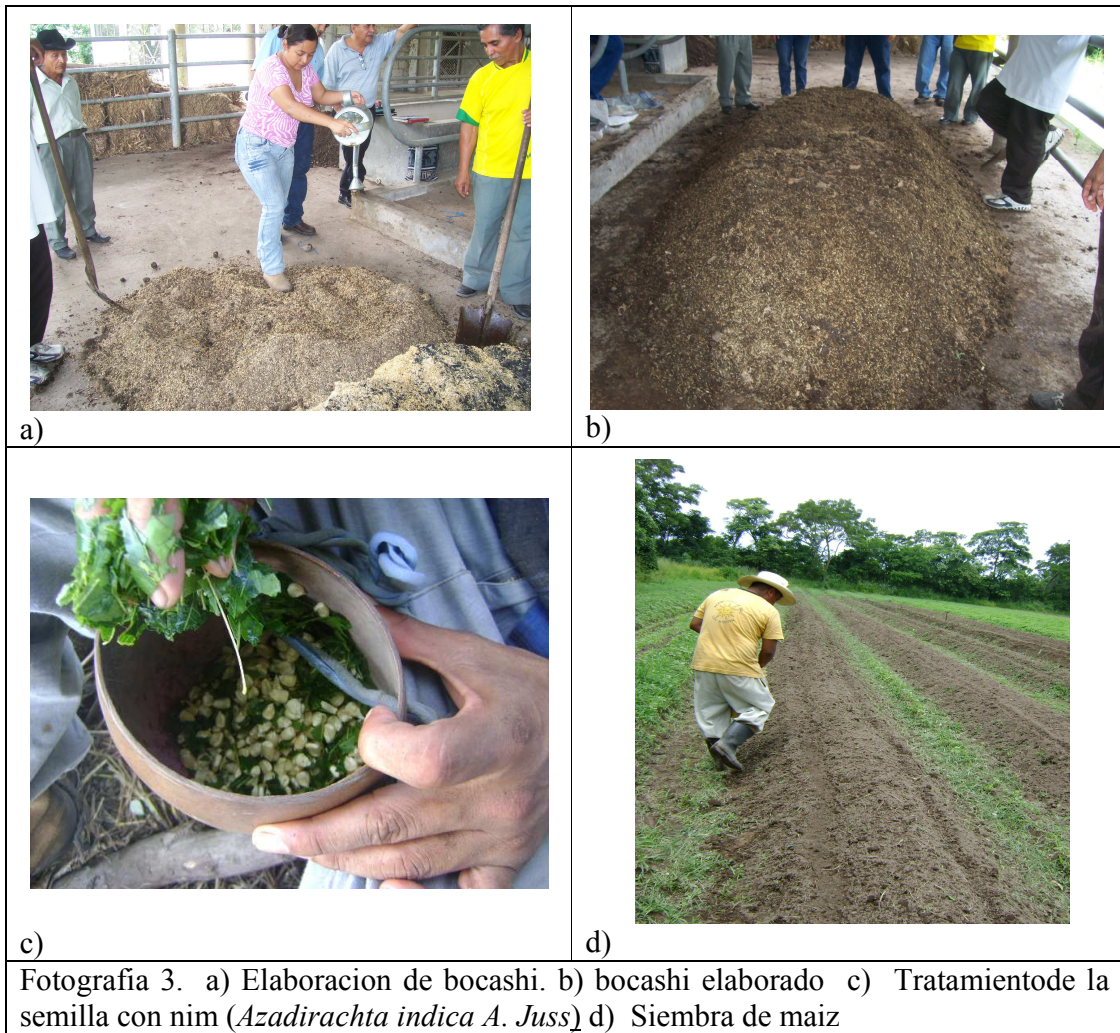 a)
b)
c)
d)
Fotografia 3. a) Elaboracion de bocashi. b) bocashi elaborado c) Tratamientode la
semilla con nim (Azadirachta indica A. Juss) d) Siembra de maiz